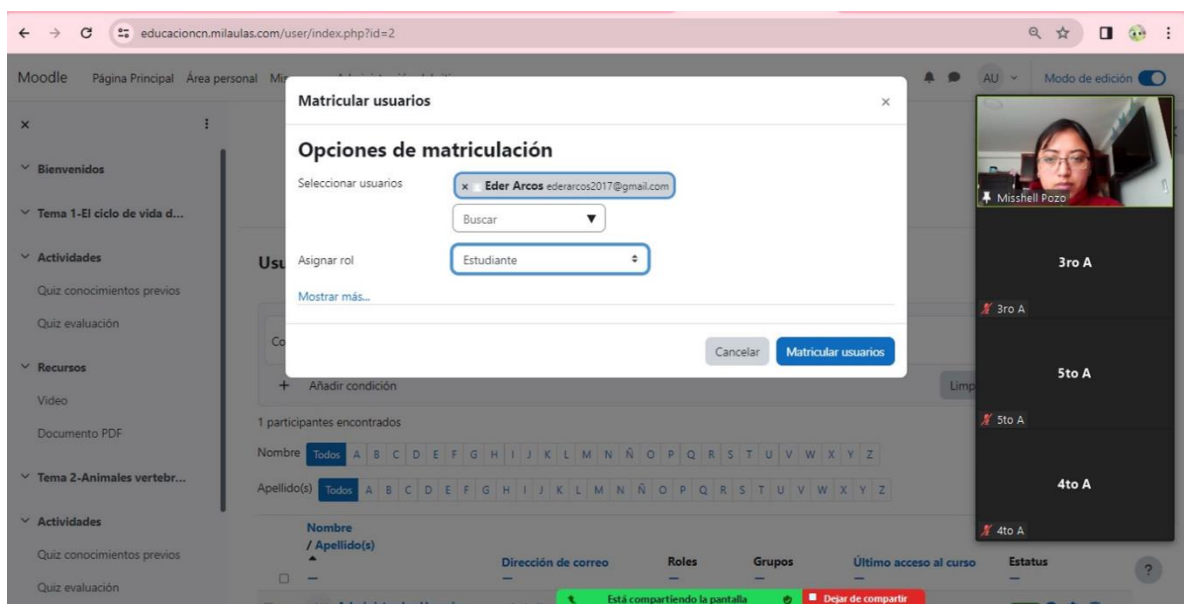 educacioncn.milaulas.com/user/index.php?id=2
Moodle Página Principal Área personal AU Modo de edición
Matricular usuarios ×
Opciones de matriculación
Seleccionar usuarios × Eder Arcos ederarcos2017@gmail.com
Buscar ▼
Asignar rol Estudiante
Mostrar más...
Cancelar Matricular usuarios
Bienvenidos
Tema 1-El ciclo de vida d...
Actividades
Quiz conocimientos previos
Quiz evaluación
Recursos
Video
Documento PDF
Tema 2-Animales vertebr...
Actividades
Quiz conocimientos previos
Quiz evaluación
+ Añadir condición
1 participantes encontrados
Nombre Todos A B C D E F G H I J K L M N Ñ O P Q R S T U V W X Y Z
Apellido(s) Todos A B C D E F G H I J K L M N Ñ O P Q R S T U V W X Y Z
Nombre
/ Apellido(s)
Dirección de correo Roles Grupos Último acceso al curso Estatus
?
Misshell Pozo
3ro A
3ro A
5to A
5to A
4to A
4to A
Está compartiendo la pantalla Dejar de compartir